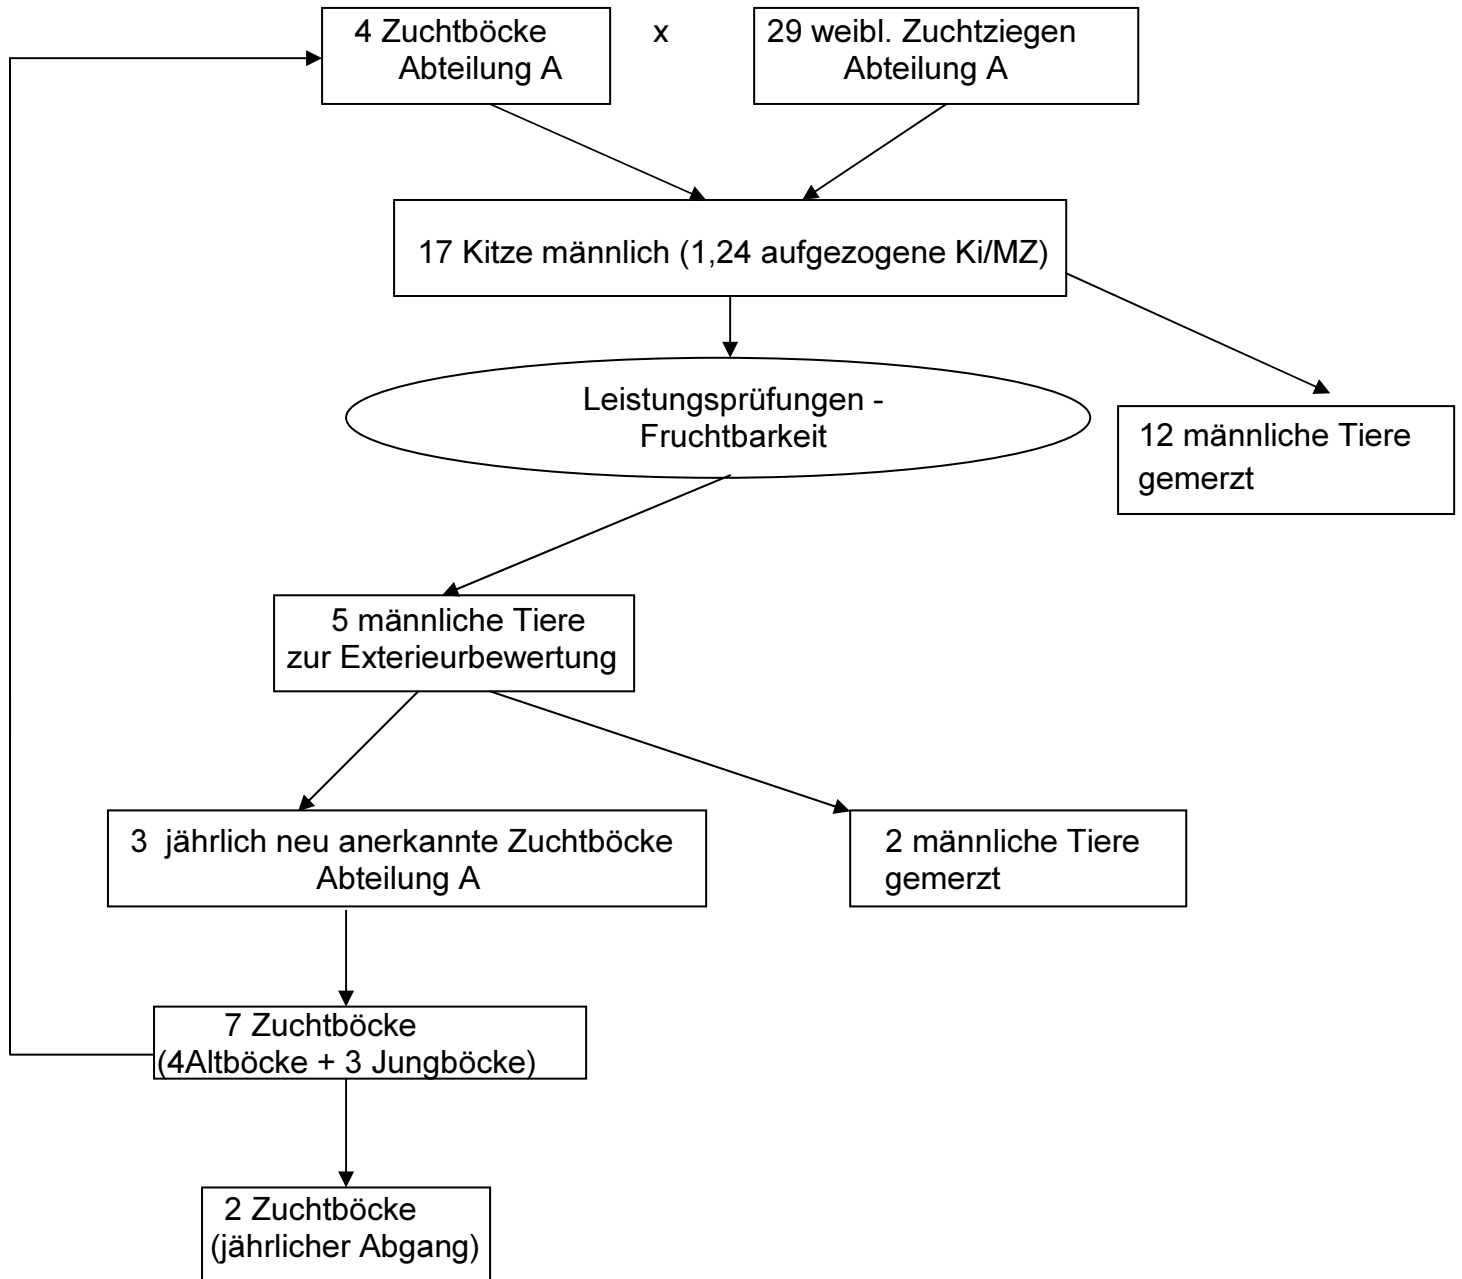 4 Zuchtböcke
Abteilung A
x
29 weibl. Zuchtziegen
Abteilung A
17 Kitze männlich (1,24 aufgezogene Ki/MZ)
Leistungsprüfungen -
Fruchtbarkeit
12 männliche Tiere
gemerzt
5 männliche Tiere
zur Exterieurbewertung
3 jährlich neu anerkannte Zuchtböcke
Abteilung A
2 männliche Tiere
gemerzt
7 Zuchtböcke
(4Altböcke + 3 Jungböcke)
2 Zuchtböcke
(jährlicher Abgang)